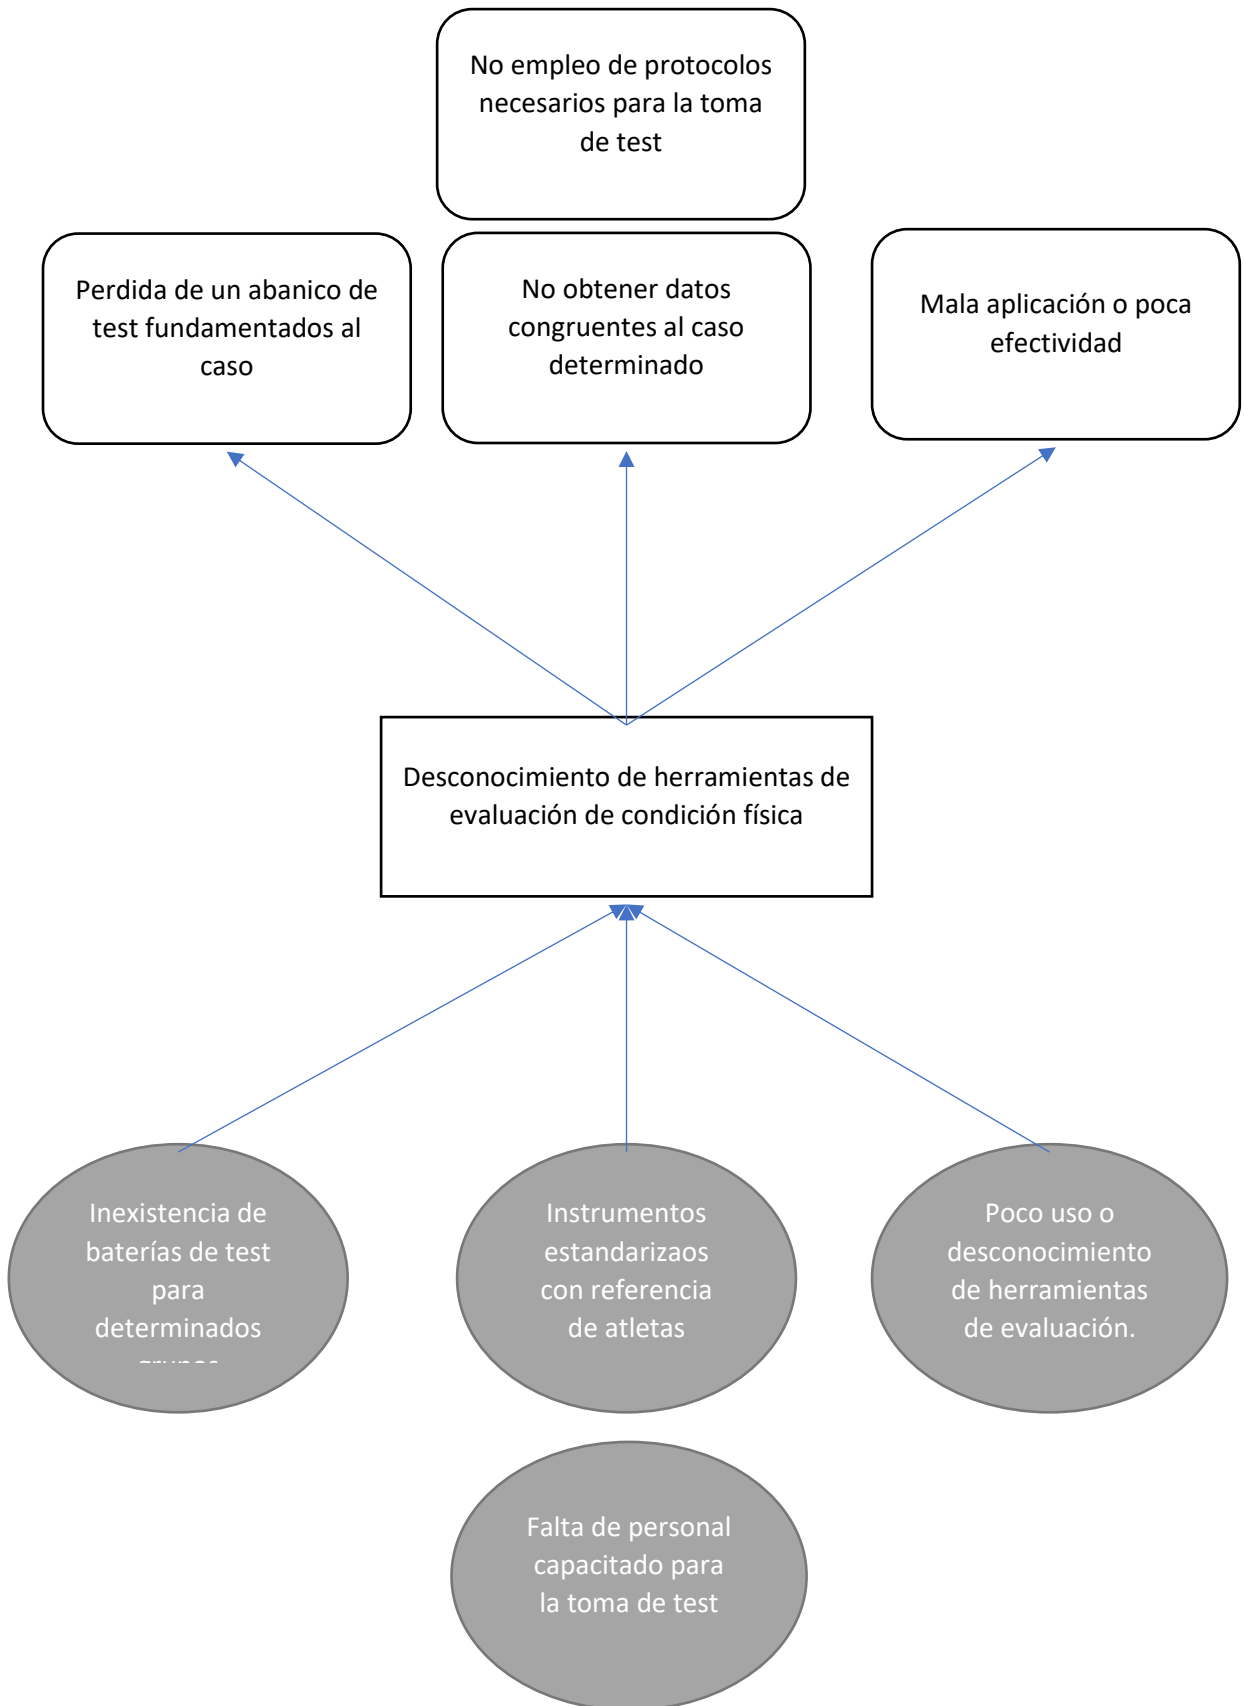 No empleo de protocolos
necesarios para la toma
de test
Perdida de un abanico de
test fundamentados al
caso
No obtener datos
congruentes al caso
determinado
Mala aplicación o poca
efectividad
Desconocimiento de herramientas de
evaluación de condición física
Inexistencia de
baterías de test
para
determinados
Instrumentos
estandarizaos
con referencia
de atletas
Poco uso o
desconocimiento
de herramientas
de evaluación.
Falta de personal
capacitado para
la toma de test